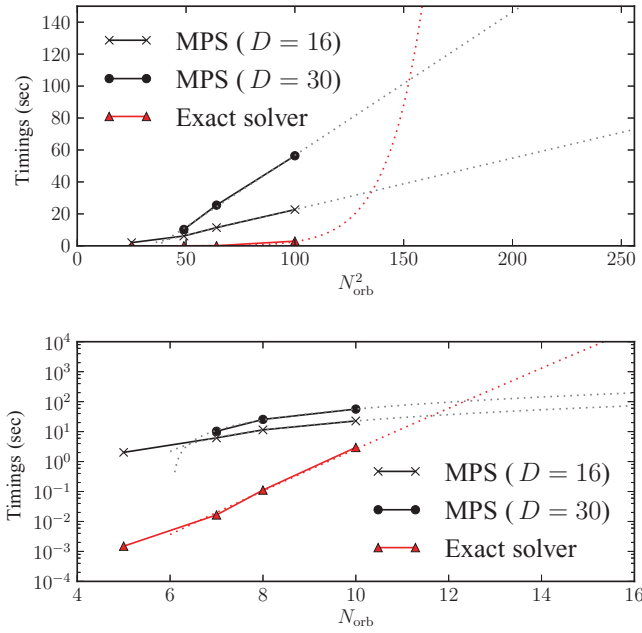 140
120
100
80
60
40
20
0
Timings (sec)
MPS ( D = 16)
MPS ( D = 30)
Exact solver
0 50 100 150 200 250
N²orb
10⁴
10³
10²
10¹
10⁰
10⁻¹
10⁻²
10⁻³
10⁻⁴
Timings (sec)
MPS ( D = 16)
MPS ( D = 30)
Exact solver
4 6 8 10 12 14 16
Norb